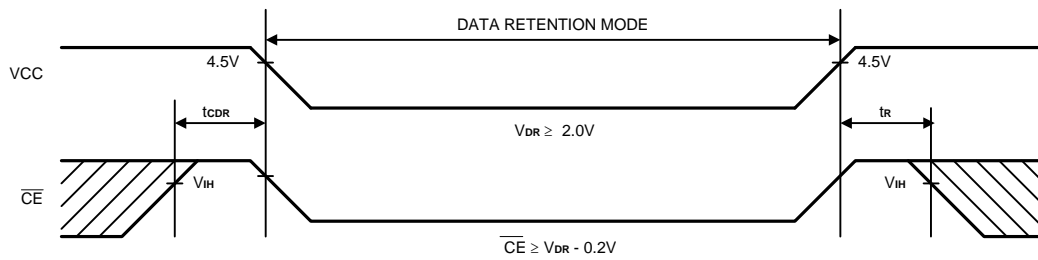 DATA RETENTION MODE
VCC
4.5V
4.5V
tCDR
VDR ≥ 2.0V
tR
CE
VIH
VIH
CE ≥ VDR - 0.2V